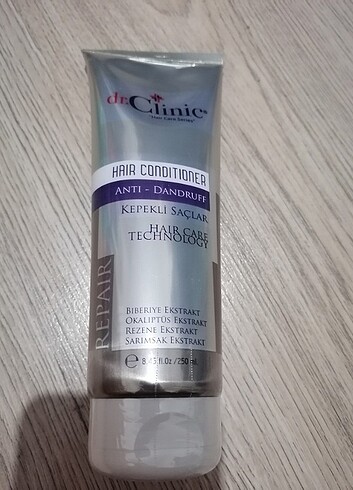 dr.Clinic
"Hair Care Series"
HAIR CONDITIONER
ANTI - DANDRUFF
KEPEKLİ SAÇLAR
HAIR CARE
TECHNOLOGY
REPAIR
BIBERIYE EKSTRAKT
OKALIPTÜS EKSTRAKT
REZENE EKSTRAKT
SARIMSAK EKSTRAKT
e 8.45 fl.Oz /250 ml